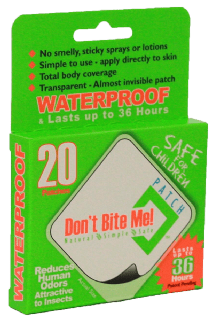 No smelly, sticky sprays or lotions
Simple to use - apply directly to skin
Total body coverage
Transparent - Almost invisible patch
WATERPROOF
& Lasts up to 36 Hours
WATERPROOF
20
SAFE
for
CHILDREN
PATCH
Don't Bite Me!
Natural Simple Safe
Reduces
Human
Odors
Attractive
to Insects
Lasts
up to
36
HOURS
Patent Pending